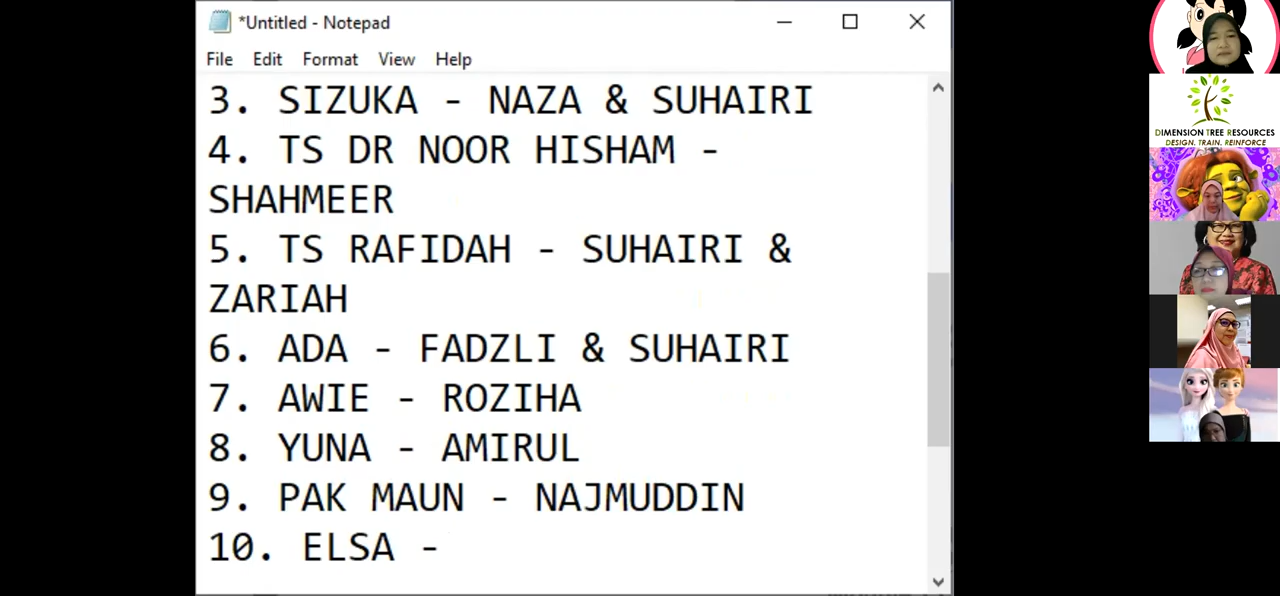 *Untitled - Notepad
File Edit Format View Help
3. SIZUKA - NAZA & SUHAIRI
4. TS DR NOOR HISHAM -
SHAHMEER
5. TS RAFIDAH - SUHAIRI &
ZARIAH
6. ADA - FADZLI & SUHAIRI
7. AWIE - ROZIHA
8. YUNA - AMIRUL
9. PAK MAUN - NAJMUDDIN
10. ELSA -
DIMENSION TREE RESOURCES
DESIGN. TRAIN. REINFORCE